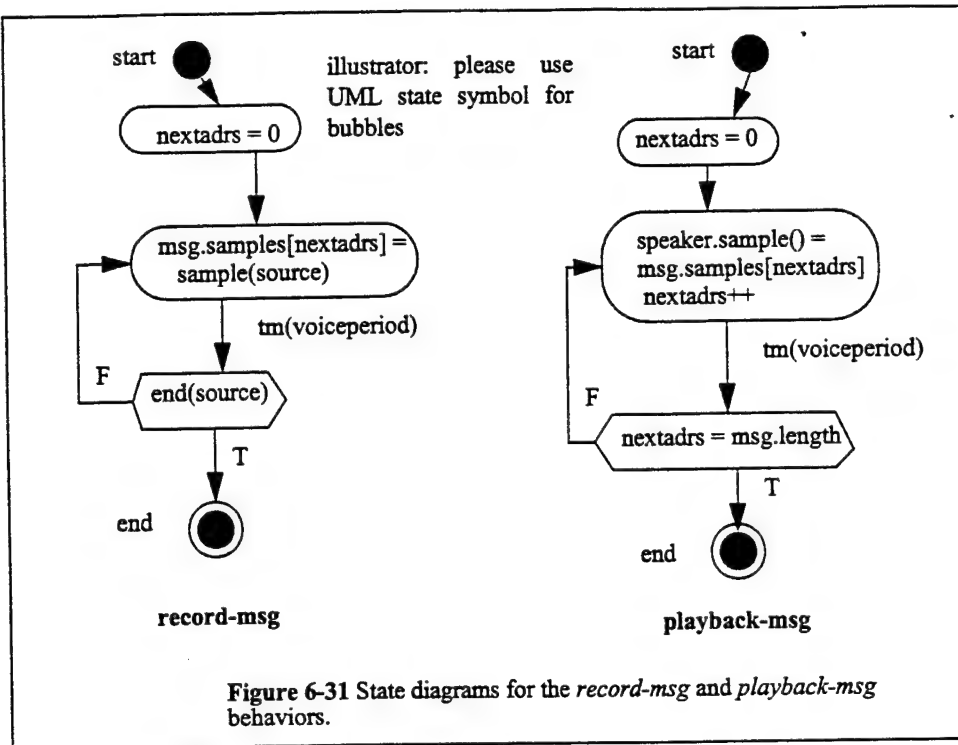 start
illustrator: please use
UML state symbol for
bubbles
nextadrs = 0
msg.samples[nextadrs] =
sample(source)
tm(voiceperiod)
F
end(source)
T
end
record-msg
start
nextadrs = 0
speaker.sample() =
msg.samples[nextadrs]
nextadrs++
tm(voiceperiod)
F
nextadrs = msg.length
T
end
playback-msg
Figure 6-31 State diagrams for the record-msg and playback-msg
behaviors.